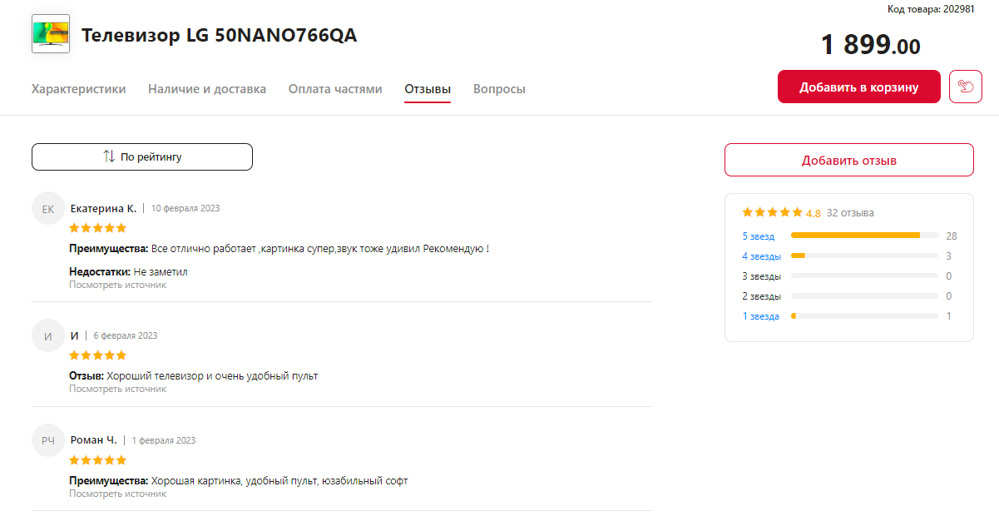 Код товара: 202981
Телевизор LG 50NANO766QA
1 899.00
Характеристики
Наличие и доставка
Оплата частями
Отзывы
Вопросы
Добавить в корзину
По рейтингу
Добавить отзыв
ЕК
Екатерина К. | 10 февраля 2023
Преимущества: Все отлично работает ,картинка супер,звук тоже удивил Рекомендую !
Недостатки: Не заметил
Посмотреть источник
И
И | 6 февраля 2023
Отзыв: Хороший телевизор и очень удобный пульт
Посмотреть источник
РЧ
Роман Ч. | 1 февраля 2023
Преимущества: Хорошая картинка, удобный пульт, юзабильный софт
Посмотреть источник
4.8 32 отзыва
5 звезд 28
4 звезды 3
3 звезды 0
2 звезды 0
1 звезда 1